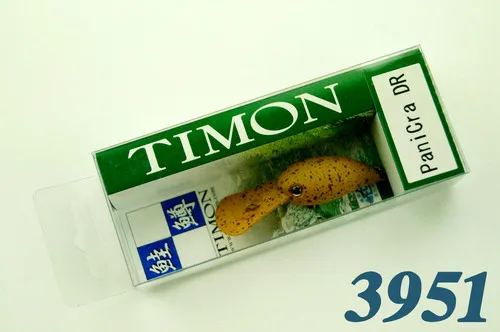 TIMON
PaniCra DR
鮭 鱒
TIMON
3951